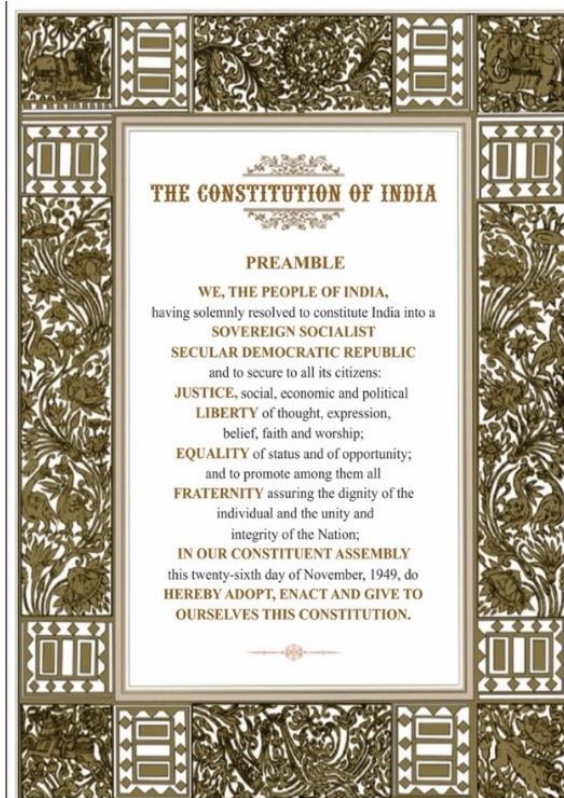 THE CONSTITUTION OF INDIA
PREAMBLE
WE, THE PEOPLE OF INDIA,
having solemnly resolved to constitute India into a
SOVEREIGN SOCIALIST
SECULAR DEMOCRATIC REPUBLIC
and to secure to all its citizens:
JUSTICE, social, economic and political
LIBERTY of thought, expression,
belief, faith and worship;
EQUALITY of status and of opportunity;
and to promote among them all
FRATERNITY assuring the dignity of the
individual and the unity and
integrity of the Nation;
IN OUR CONSTITUENT ASSEMBLY
this twenty-sixth day of November, 1949, do
HEREBY ADOPT, ENACT AND GIVE TO
OURSELVES THIS CONSTITUTION.